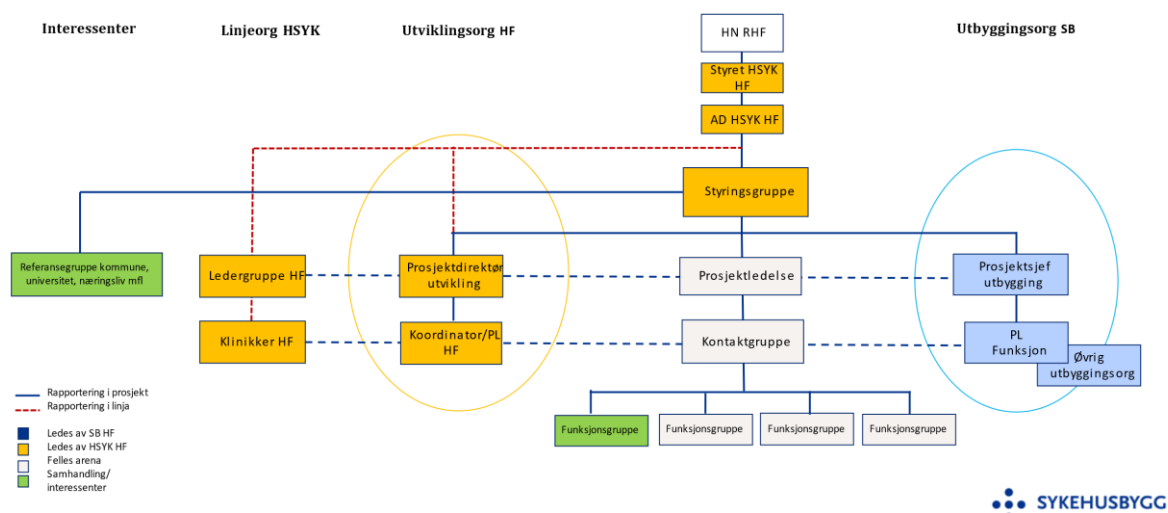 Interessenter
Linjeorg HSYK
Utviklingsorg HF
Utbyggingsorg SB
HN RHF
Styret HSYK
HF
AD HSYK HF
Styringsgruppe
Referansegruppe kommune,
universitet, næringsliv mfl
Ledergruppe HF
Prosjektdirektør
utvikling
Prosjektledelse
Prosjektsjef
utbygging
Klinikker HF
Koordinator/PL
HF
Kontaktgruppe
PL
Funksjon
Øvrig
utbyggingsorg
Funksjonsgruppe
Funksjonsgruppe
Funksjonsgruppe
Funksjonsgruppe
Rapportering i prosjekt
Rapportering i linja
Ledes av SB HF
Ledes av HSYK HF
Felles arena
Samhandling/
interessenter
SYKEHUSBYGG